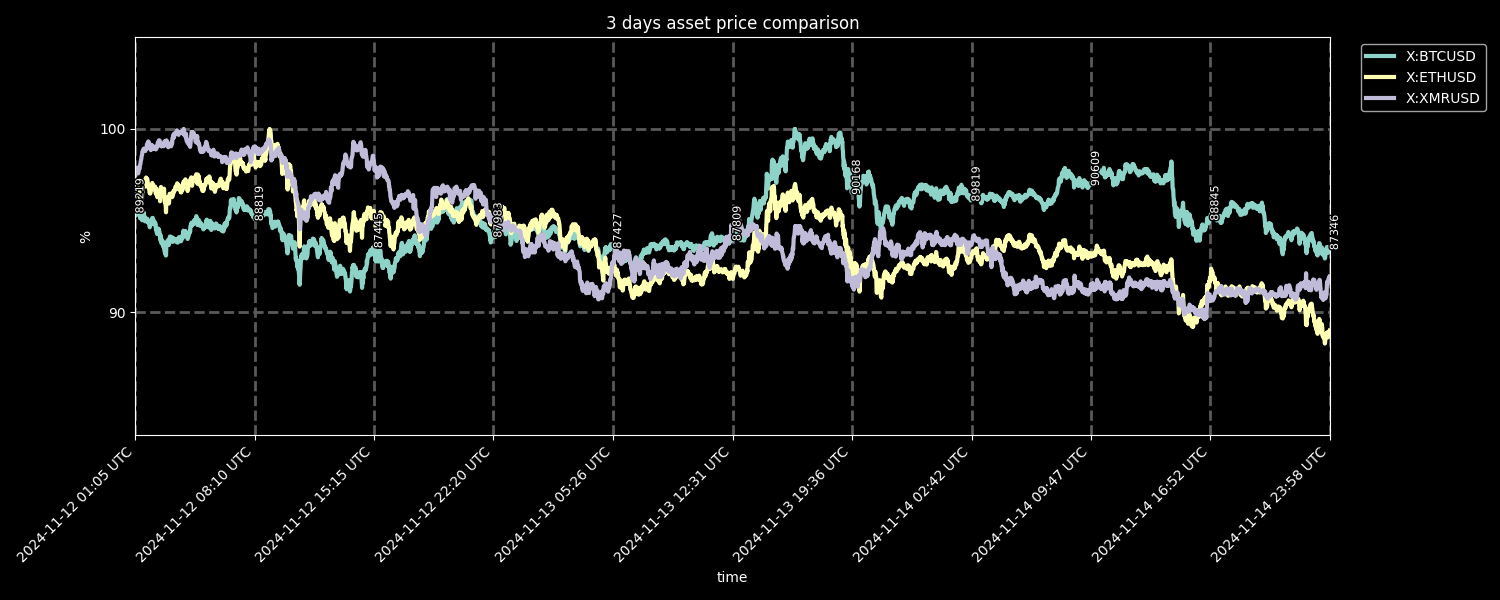 3 days asset price comparison
X:BTCUSD
X:ETHUSD
X:XMRUSD
100
90
%
88819
87445
87983
87427
87809
90168
89819
90609
88845
87346
2024-11-12 01:05 UTC
2024-11-12 08:10 UTC
2024-11-12 15:15 UTC
2024-11-12 22:20 UTC
2024-11-13 05:26 UTC
2024-11-13 12:31 UTC
2024-11-13 19:36 UTC
2024-11-14 02:42 UTC
2024-11-14 09:47 UTC
2024-11-14 16:52 UTC
2024-11-14 23:58 UTC
time